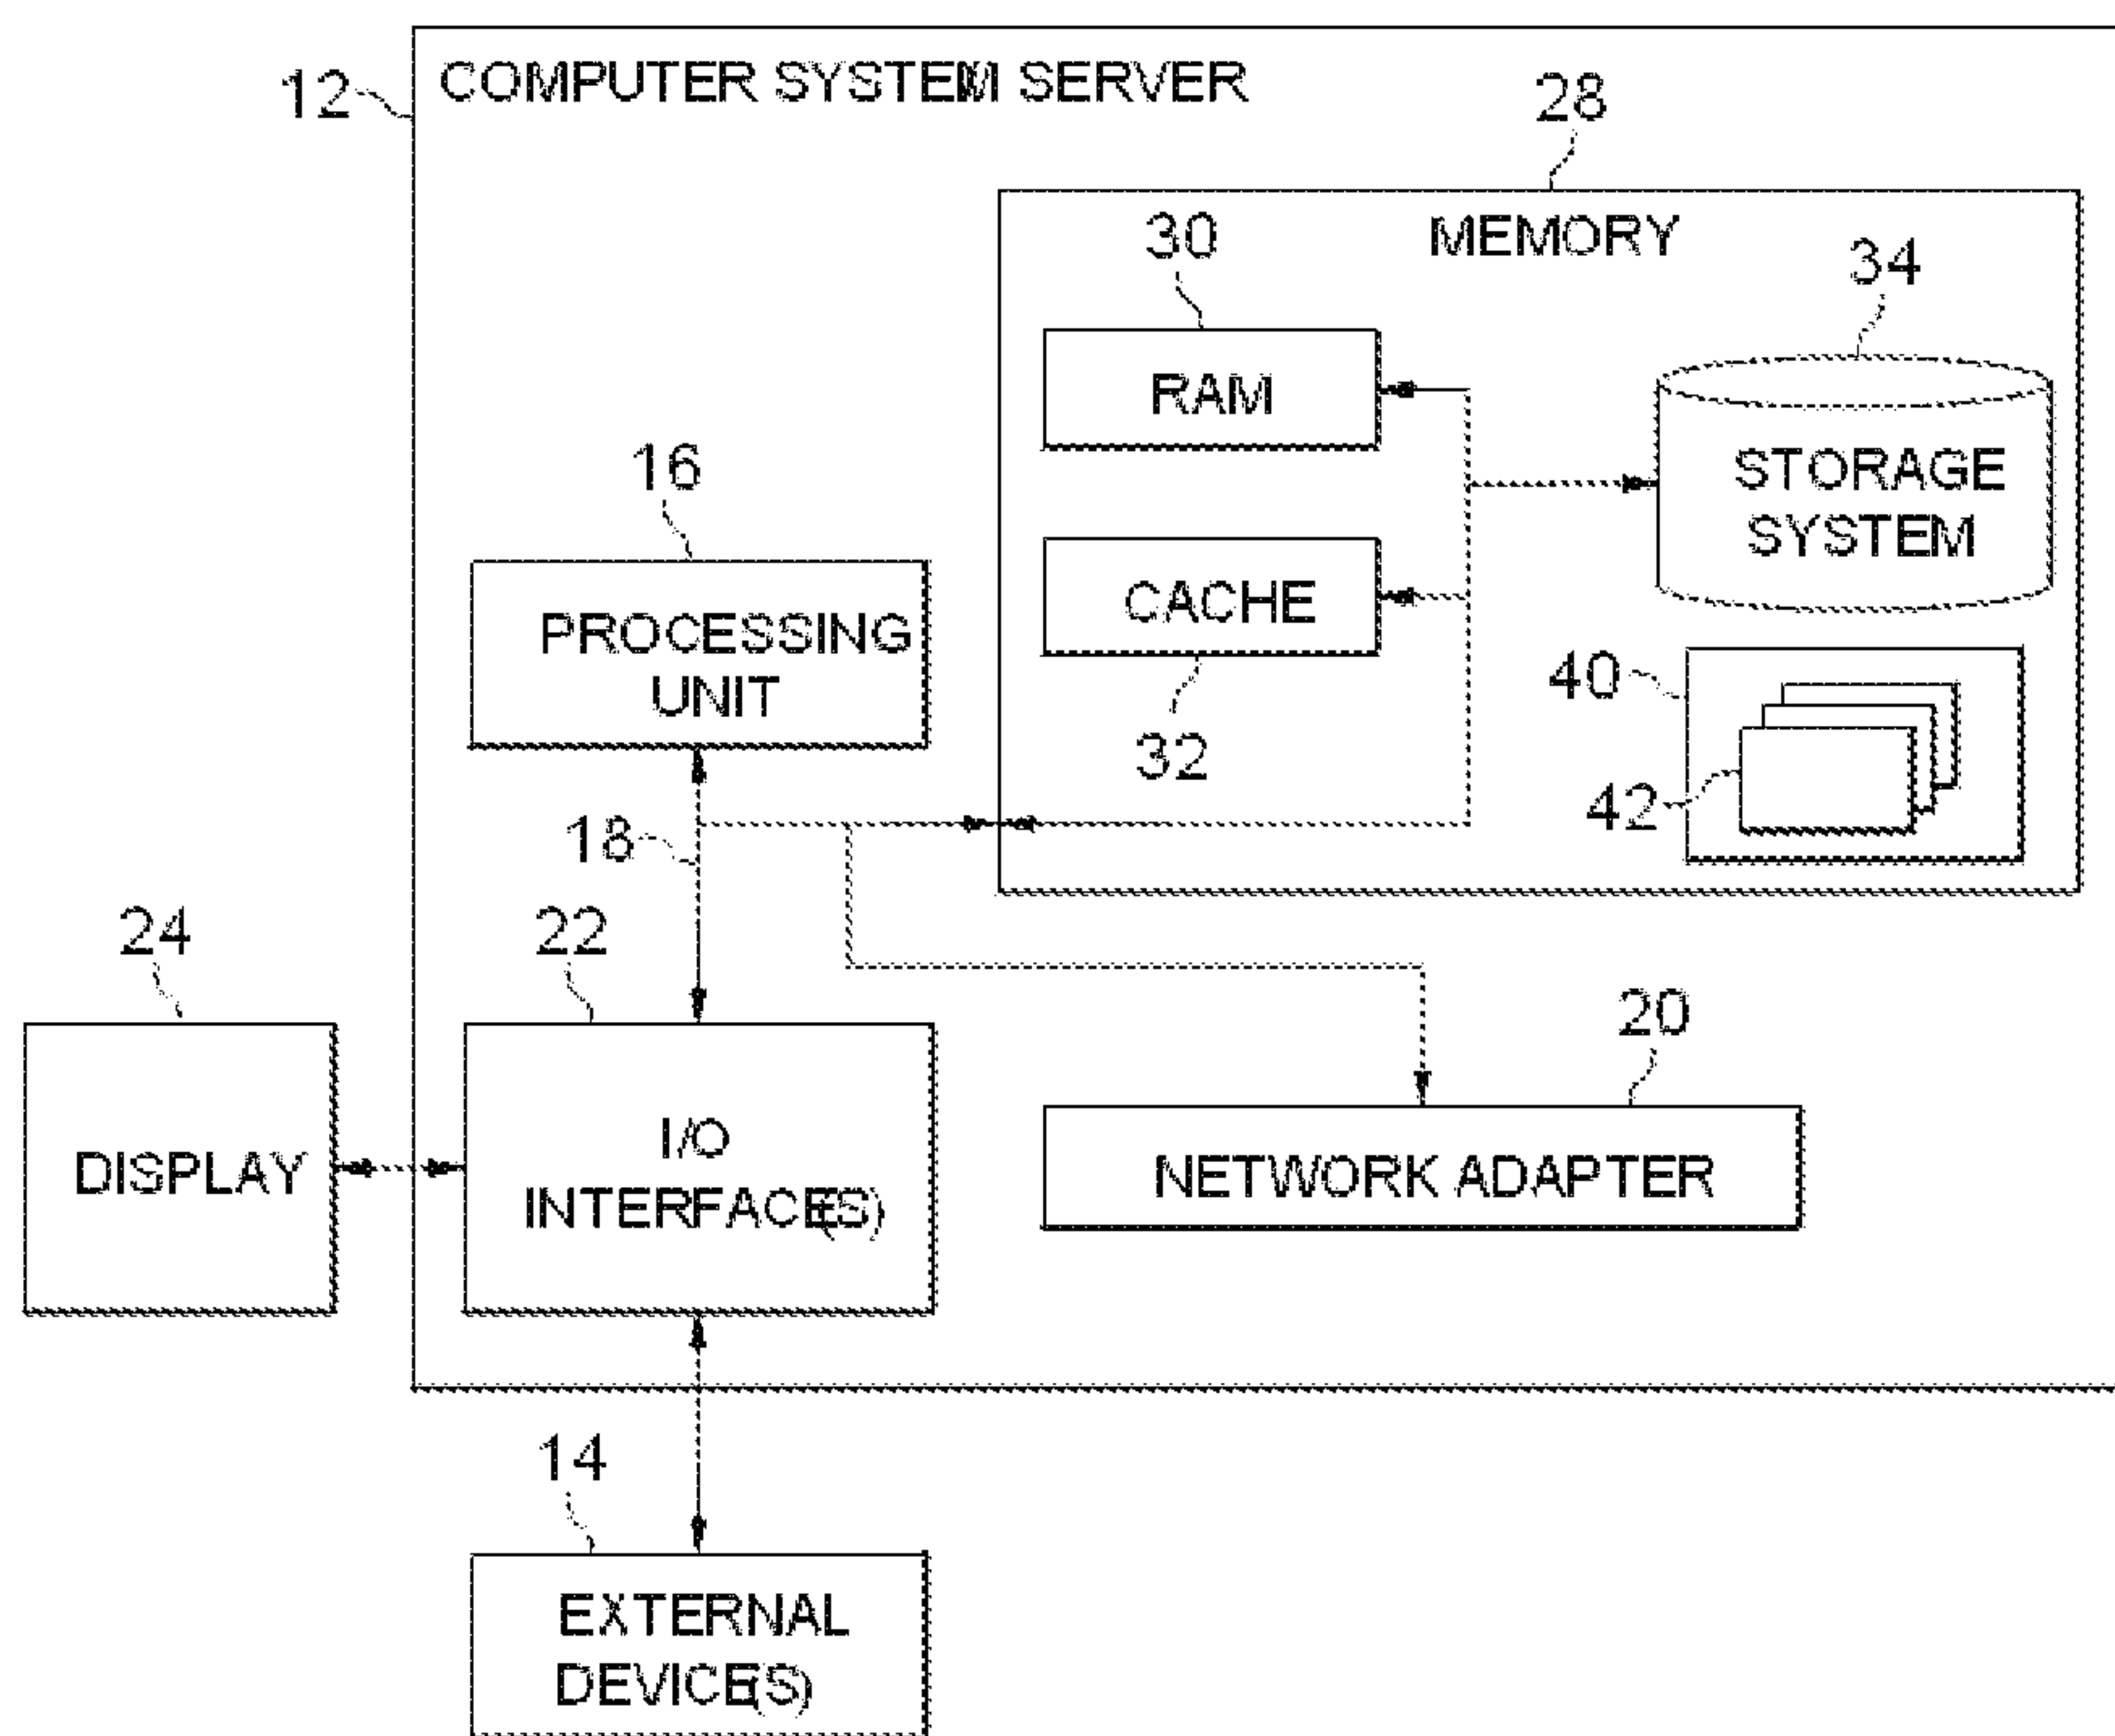 12
COMPUTER SYSTEM SERVER
28
30
MEMORY
34
RAM
16
STORAGE
SYSTEM
CACHE
PROCESSING
UNIT
40
32
42
18
24
22
20
DISPLAY
I/O
INTERFACE(S)
NETWORK ADAPTER
14
EXTERNAL
DEVICE(S)